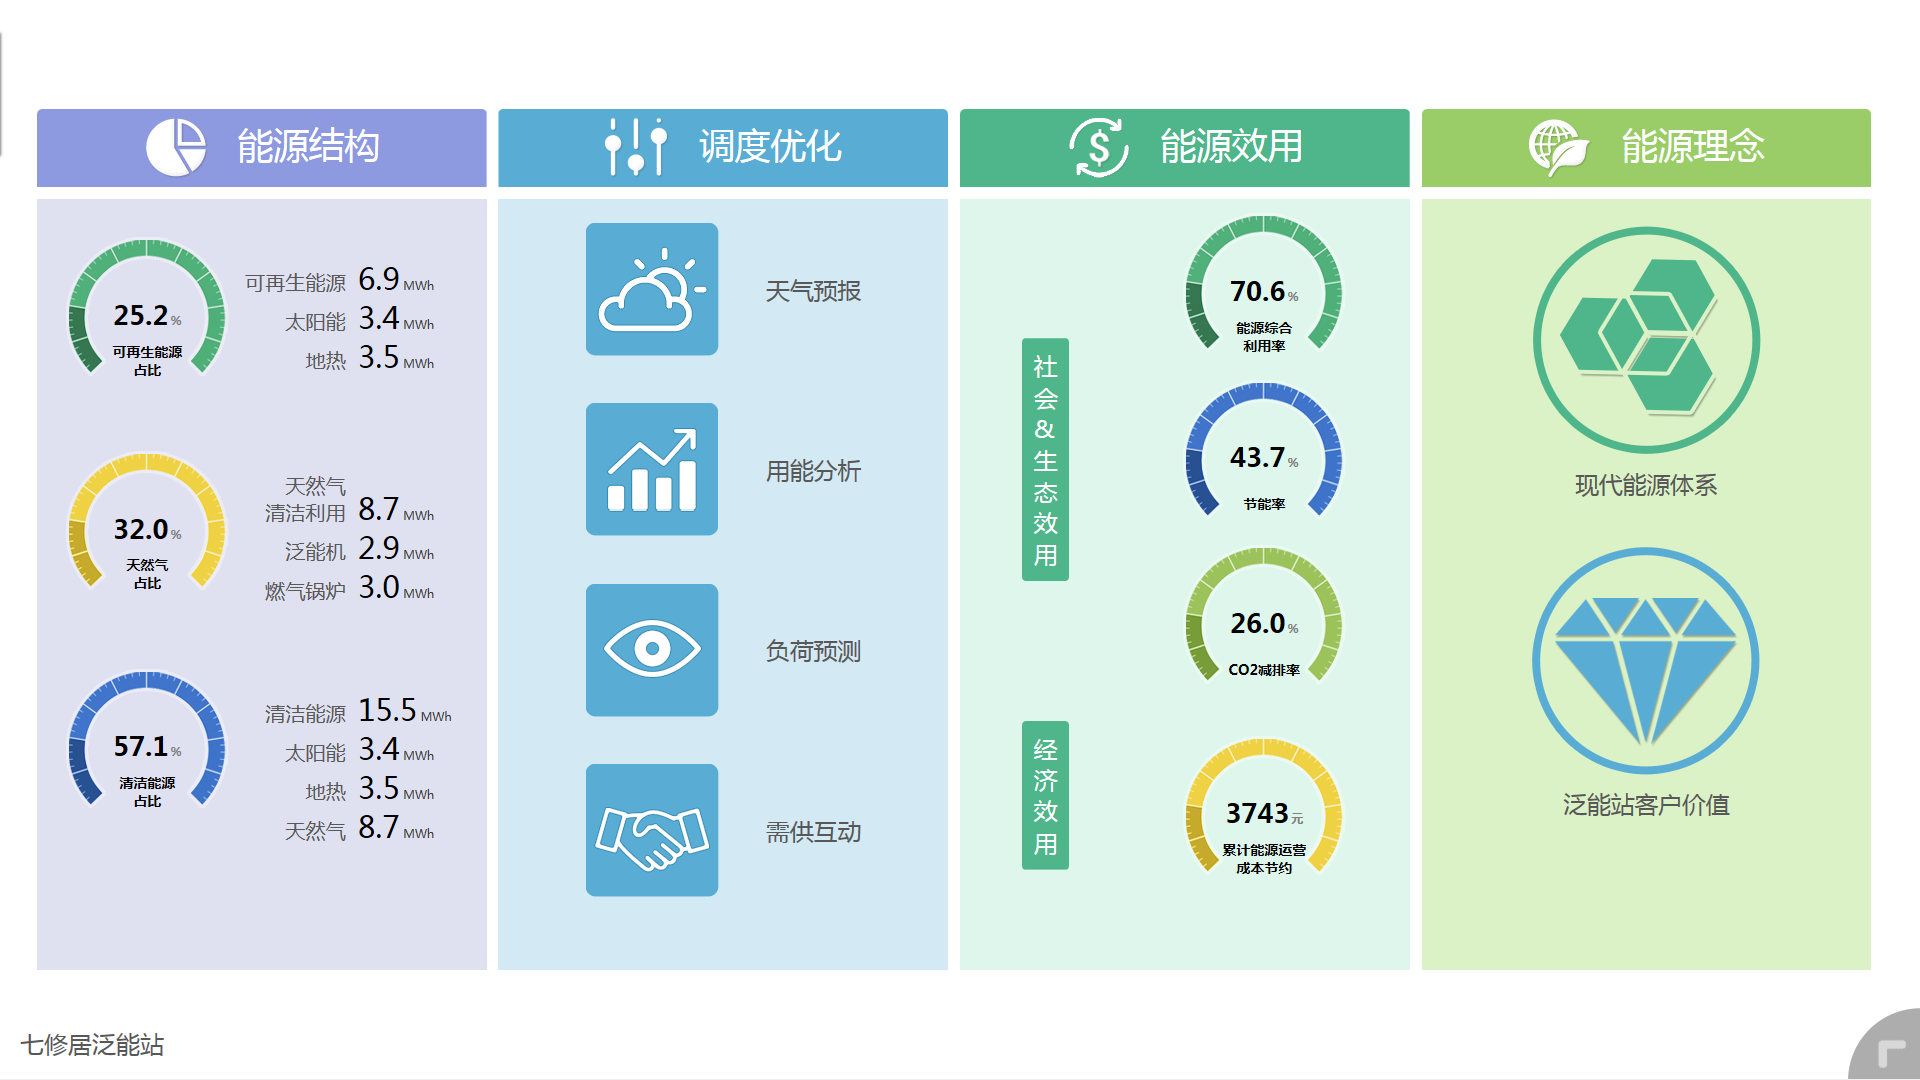 能源结构
25.2%
可再生能源
占比
可再生能源 6.9 MWh
太阳能 3.4 MWh
地热 3.5 MWh
32.0%
天然气
占比
天然气
清洁利用 8.7 MWh
泛能机 2.9 MWh
燃气锅炉 3.0 MWh
57.1%
清洁能源
占比
清洁能源 15.5 MWh
太阳能 3.4 MWh
地热 3.5 MWh
天然气 8.7 MWh
调度优化
天气预报
用能分析
负荷预测
需供互动
能源效用
社会&生态效用
70.6%
能源综合
利用率
43.7%
节能率
26.0%
CO2减排率
经济效用
3743元
累计能源运营
成本节约
能源理念
现代能源体系
泛能站客户价值
七修居泛能站